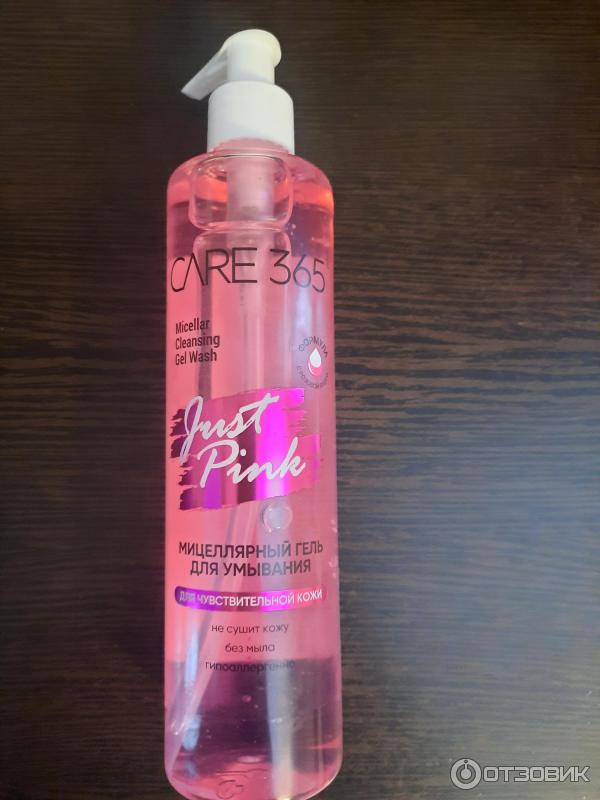 CARE 365
Micellar
Cleansing
Gel Wash
ФОРМУЛА
Just
Pink
МИЦЕЛЛЯРНЫЙ ГЕЛЬ
ДЛЯ УМЫВАНИЯ
ДЛЯ ЧУВСТВИТЕЛЬНОЙ КОЖИ
не сушит кожу
без мыла
гипоаллергенно
ОТЗОВИК